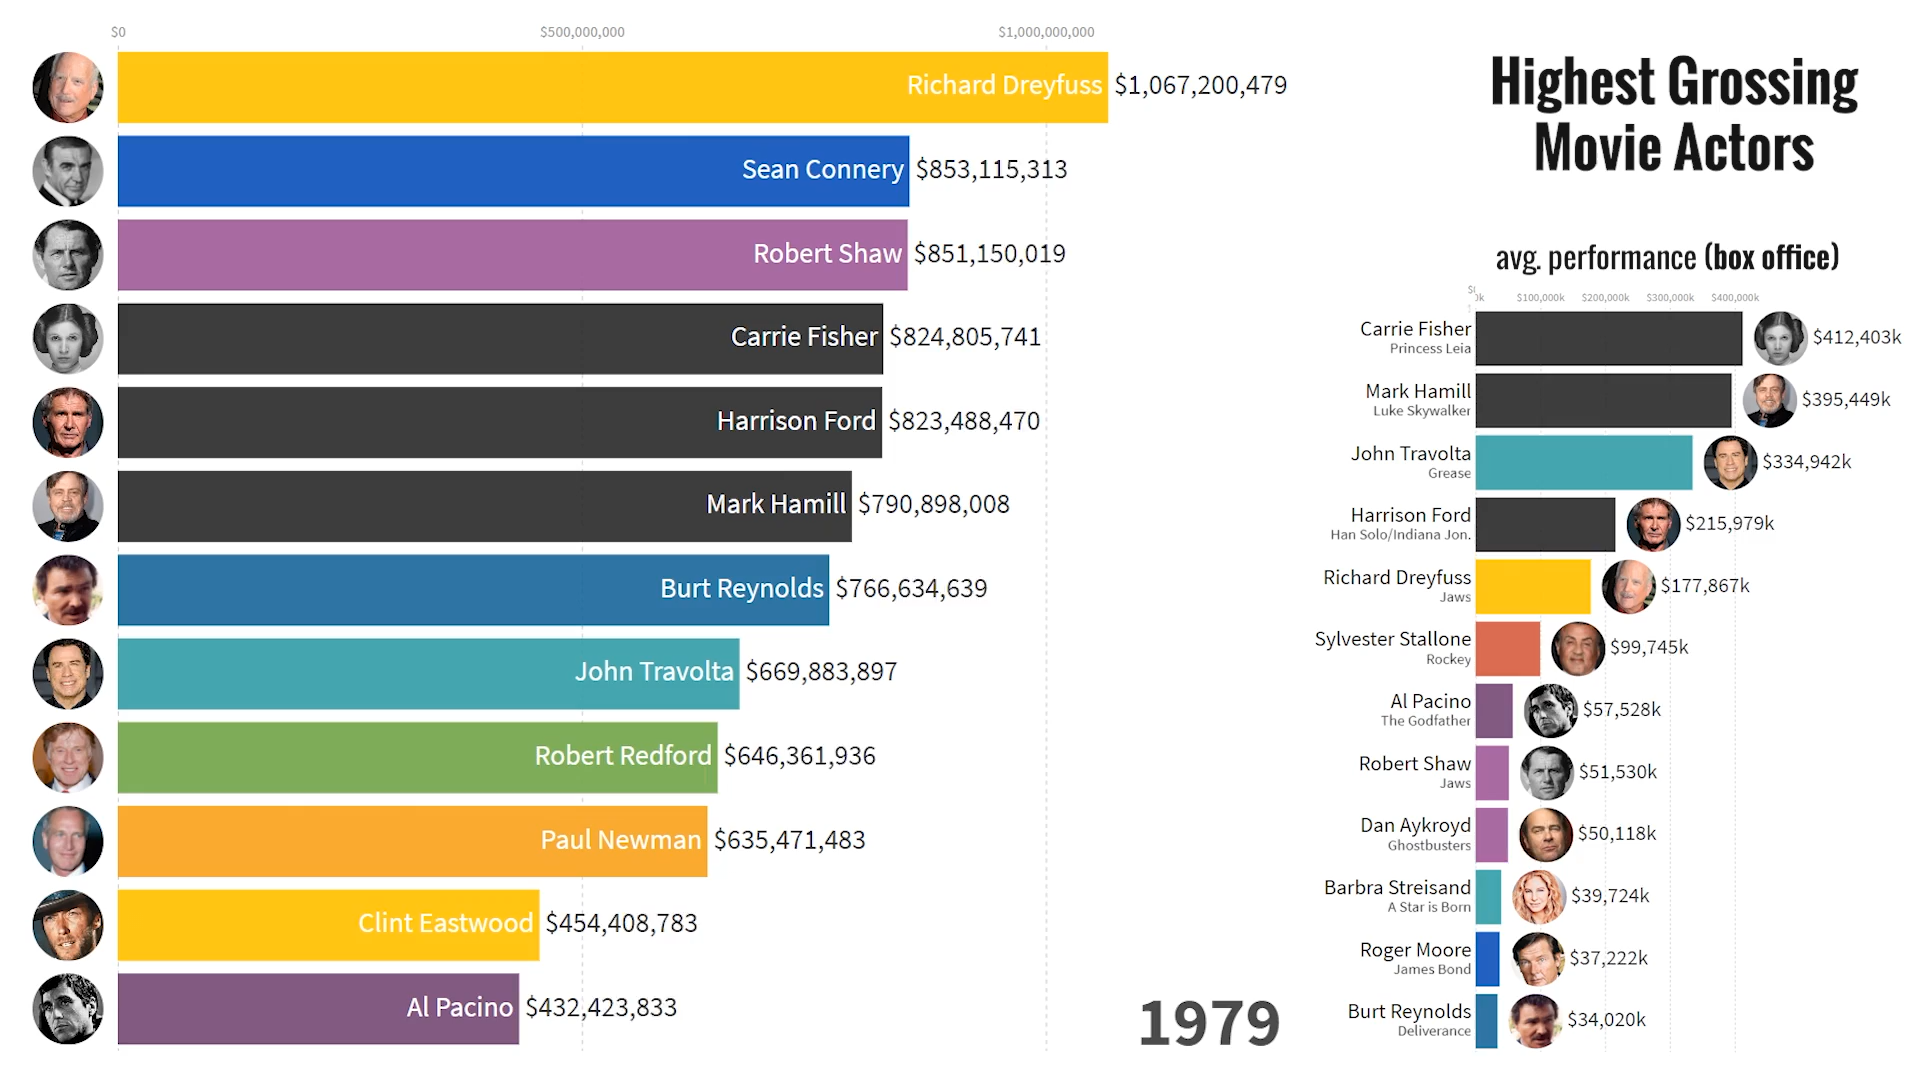 $0 $500,000,000 $1,000,000,000
Richard Dreyfuss $1,067,200,479
Sean Connery $853,115,313
Robert Shaw $851,150,019
Carrie Fisher $824,805,741
Harrison Ford $823,488,470
Mark Hamill $790,898,008
Burt Reynolds $766,634,639
John Travolta $669,883,897
Robert Redford $646,361,936
Paul Newman $635,471,483
Clint Eastwood $454,408,783
Al Pacino $432,423,833
1979
Highest Grossing
Movie Actors
avg. performance (box office)
$100,000k $200,000k $300,000k $400,000k
Carrie Fisher
Princess Leia
$412,403k
Mark Hamill
Luke Skywalker
$395,449k
John Travolta
Grease
$334,942k
Harrison Ford
Han Solo/Indiana Jon.
$215,979k
Richard Dreyfuss
Jaws
$177,867k
Sylvester Stallone
Rockey
$99,745k
Al Pacino
The Godfather
$57,528k
Robert Shaw
Jaws
$51,530k
Dan Aykroyd
Ghostbusters
$50,118k
Barbra Streisand
A Star is Born
$39,724k
Roger Moore
James Bond
$37,222k
Burt Reynolds
Deliverance
$34,020k